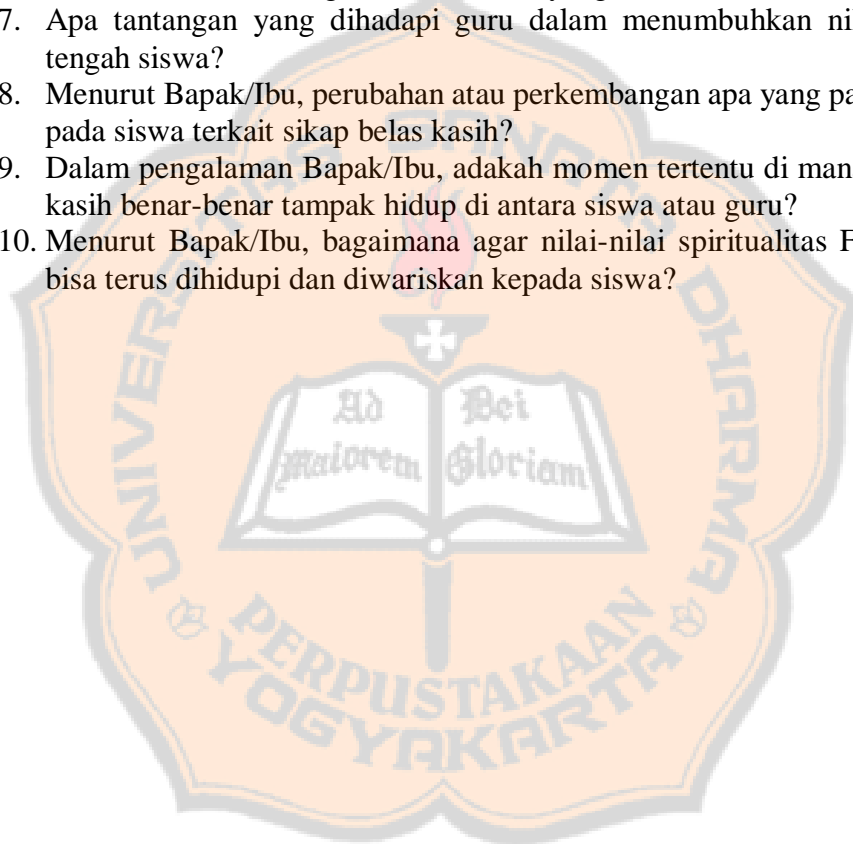 7. Apa tantangan yang dihadapi guru dalam menumbuhkan
tengah siswa?
8. Menurut Bapak/Ibu, perubahan atau perkembangan apa yang
pada siswa terkait sikap belas kasih?
9. Dalam pengalaman Bapak/Ibu, adakah momen tertentu di
kasih benar-benar tampak hidup di antara siswa atau guru?
10. Menurut Bapak/Ibu, bagaimana agar nilai-nilai spiritualitas F
bisa terus dihidupi dan diwariskan kepada siswa?
UNIVERSITAS SANATA DHARMA
Ad Dei
maiorem Gloriam
PERPUSTAKAAN
YOGYAKARTA